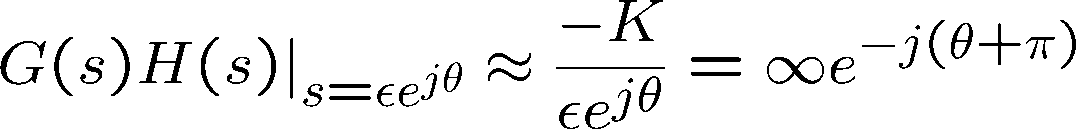 G(s)H(s)|_{s=\epsilon e^{j\theta}} \approx \frac{-K}{\epsilon e^{j\theta}} = \infty e^{-j(\theta+\pi)}